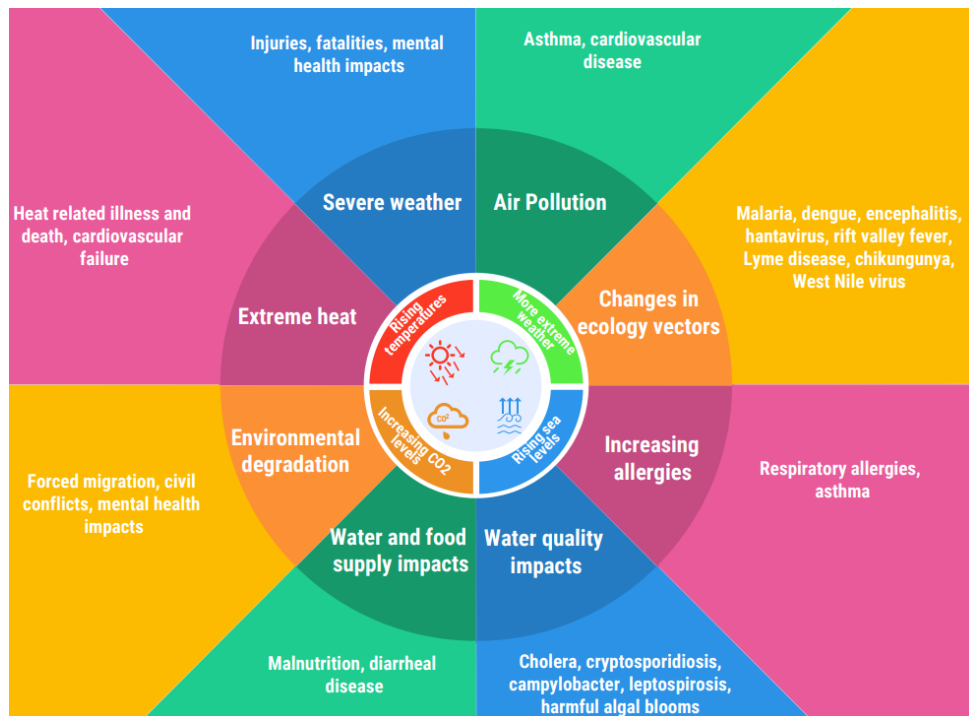 Injuries, fatalities, mental
health impacts
Asthma, cardiovascular
disease
Severe weather
Air Pollution
Heat related illness and
death, cardiovascular
failure
Malaria, dengue, encephalitis,
hantavirus, rift valley fever,
Lyme disease, chikungunya,
West Nile virus
Extreme heat
Changes in
ecology vectors
Rising
temperatures
More extreme
weather
CO²
Increasing CO2
levels
Rising sea
levels
Environmental
degradation
Increasing
allergies
Forced migration, civil
conflicts, mental health
impacts
Respiratory allergies,
asthma
Water and food
supply impacts
Water quality
impacts
Malnutrition, diarrheal
disease
Cholera, cryptosporidiosis,
campylobacter, leptospirosis,
harmful algal blooms